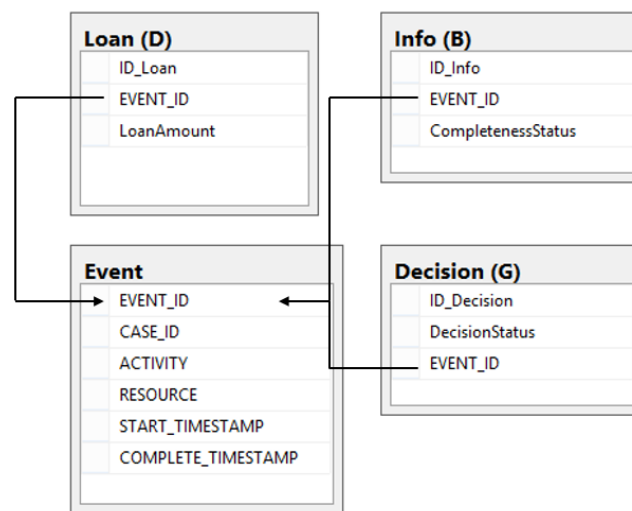 Loan (D)
ID_Loan
EVENT_ID
LoanAmount
Info (B)
ID_Info
EVENT_ID
CompletenessStatus
Event
EVENT_ID
CASE_ID
ACTIVITY
RESOURCE
START_TIMESTAMP
COMPLETE_TIMESTAMP
Decision (G)
ID_Decision
DecisionStatus
EVENT_ID